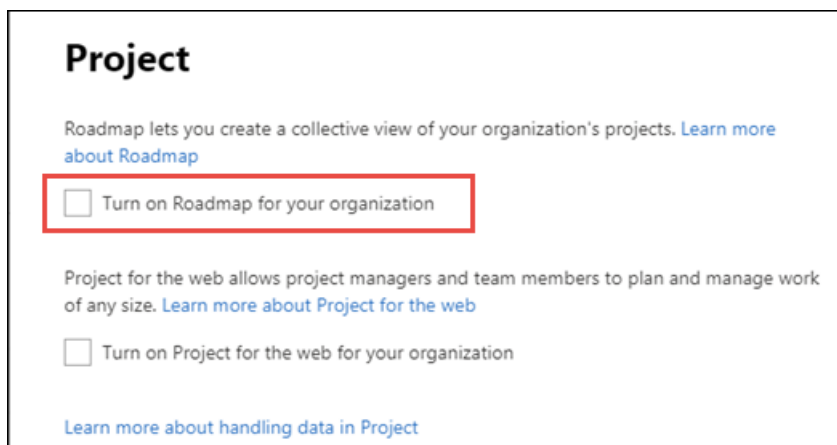 Project
Roadmap lets you create a collective view of your organization's projects. Learn more
about Roadmap
Turn on Roadmap for your organization
Project for the web allows project managers and team members to plan and manage work
of any size. Learn more about Project for the web
Turn on Project for the web for your organization
Learn more about handling data in Project